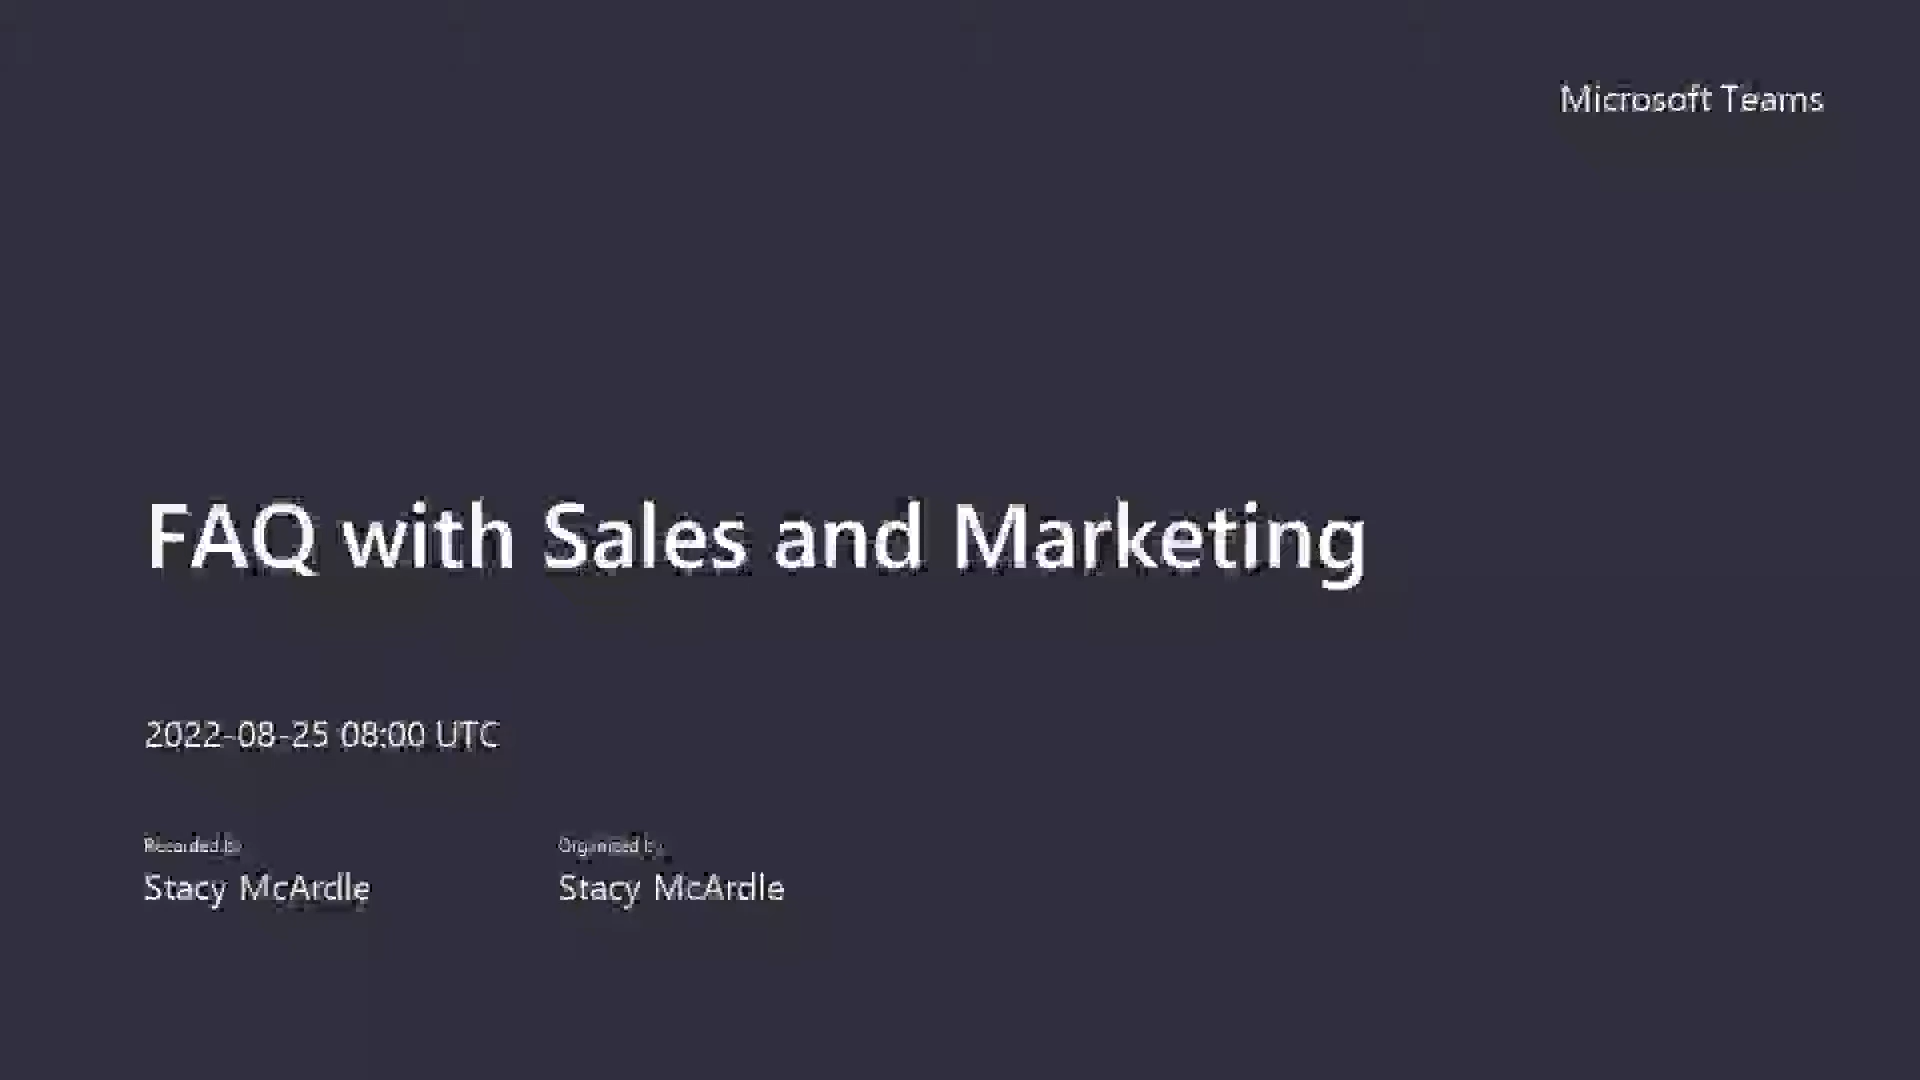 Microsoft Teams
FAQ with Sales and Marketing
2022-08-25 08:00 UTC
Recorded by
Organized by
Stacy McArdle
Stacy McArdle